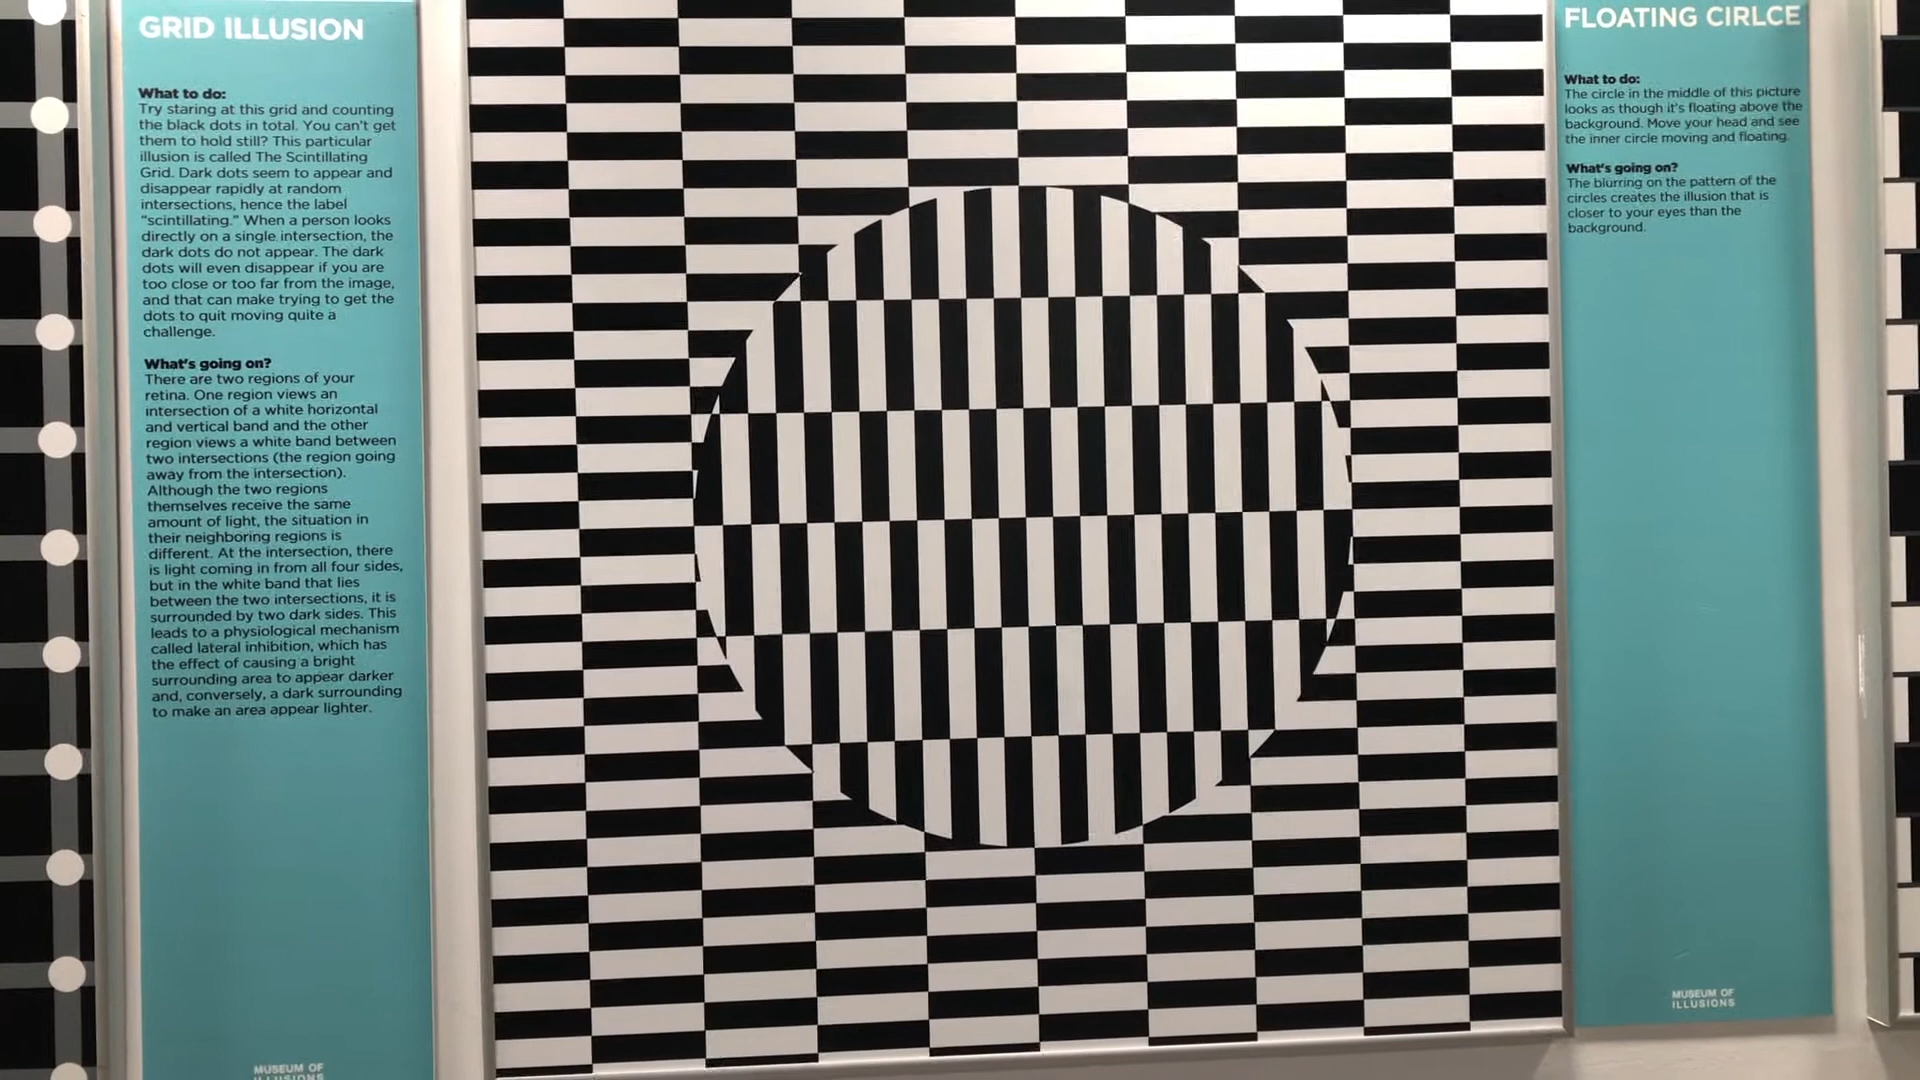 GRID ILLUSION
What to do:
Try staring at this grid and counting
the black dots in total. You can't get
them to hold still? This particular
illusion is called The Scintillating
Grid. Dark dots seem to appear and
disappear rapidly at random
intersections, hence the label
"scintillating." When a person looks
directly on a single intersection, the
dark dots do not appear. The dark
dots will even disappear if you are
too close or too far from the image,
and that can make trying to get the
dots to quit moving quite a
challenge.
What's going on?
There are two regions of your
retina. One region views an
intersection of a white horizontal
and vertical band and the other
region views a white band between
two intersections (the region going
away from the intersection).
Although the two regions
themselves receive the same
amount of light, the situation in
their neighboring regions is
different. At the intersection, there
is light coming in from all four sides,
but in the white band that lies
between the two intersections, it is
surrounded by two dark sides. This
leads to a physiological mechanism
called lateral inhibition, which has
the effect of causing a bright
surrounding area to appear darker
and, conversely, a dark surrounding
to make an area appear lighter.
MUSEUM OF
ILLUSIONS
FLOATING CIRLCE
What to do:
The circle in the middle of this picture
looks as though it's floating above the
background. Move your head and see
the inner circle moving and floating.
What's going on?
The blurring on the pattern of the
circles creates the illusion that is
closer to your eyes than the
background.
MUSEUM OF
ILLUSIONS